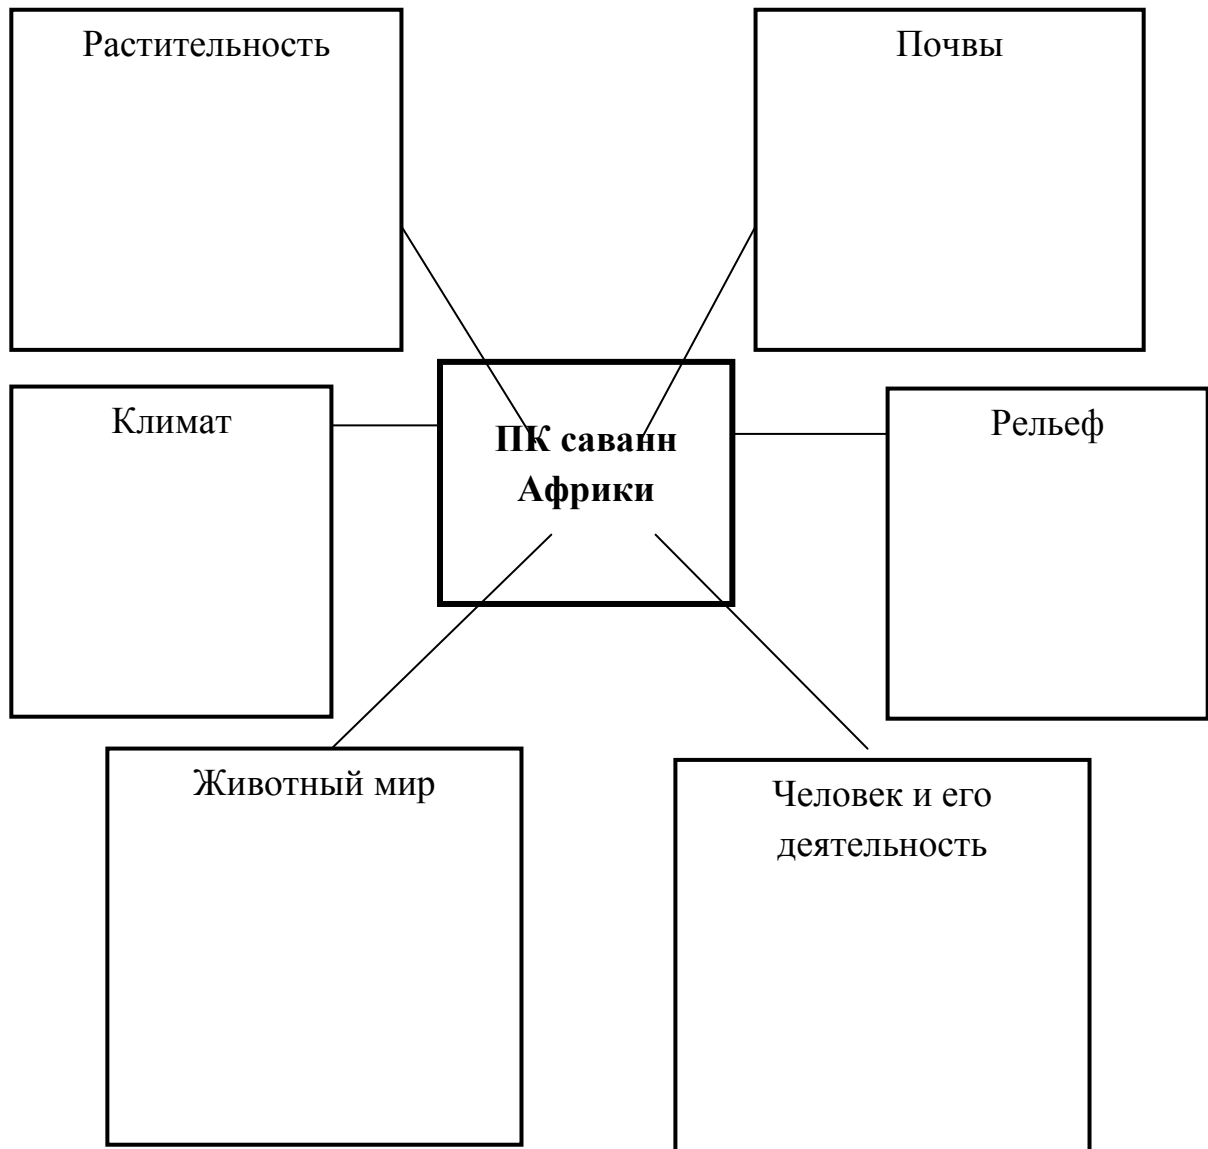 Растительность
Почвы
Климат
ПК саванн
Африки
Рельеф
Животный мир
Человек и его
деятельность